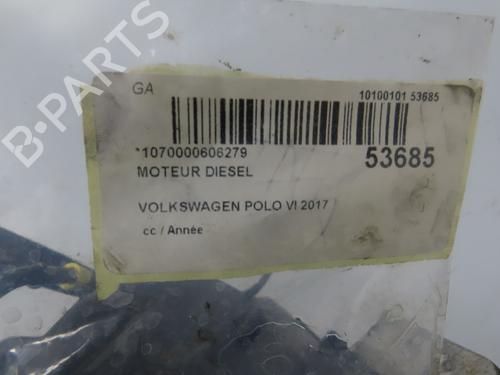 GA
10100101 53685
*1070000606279
53685
MOTEUR DIESEL
VOLKSWAGEN POLO VI 2017
cc / Année
B-PARTS